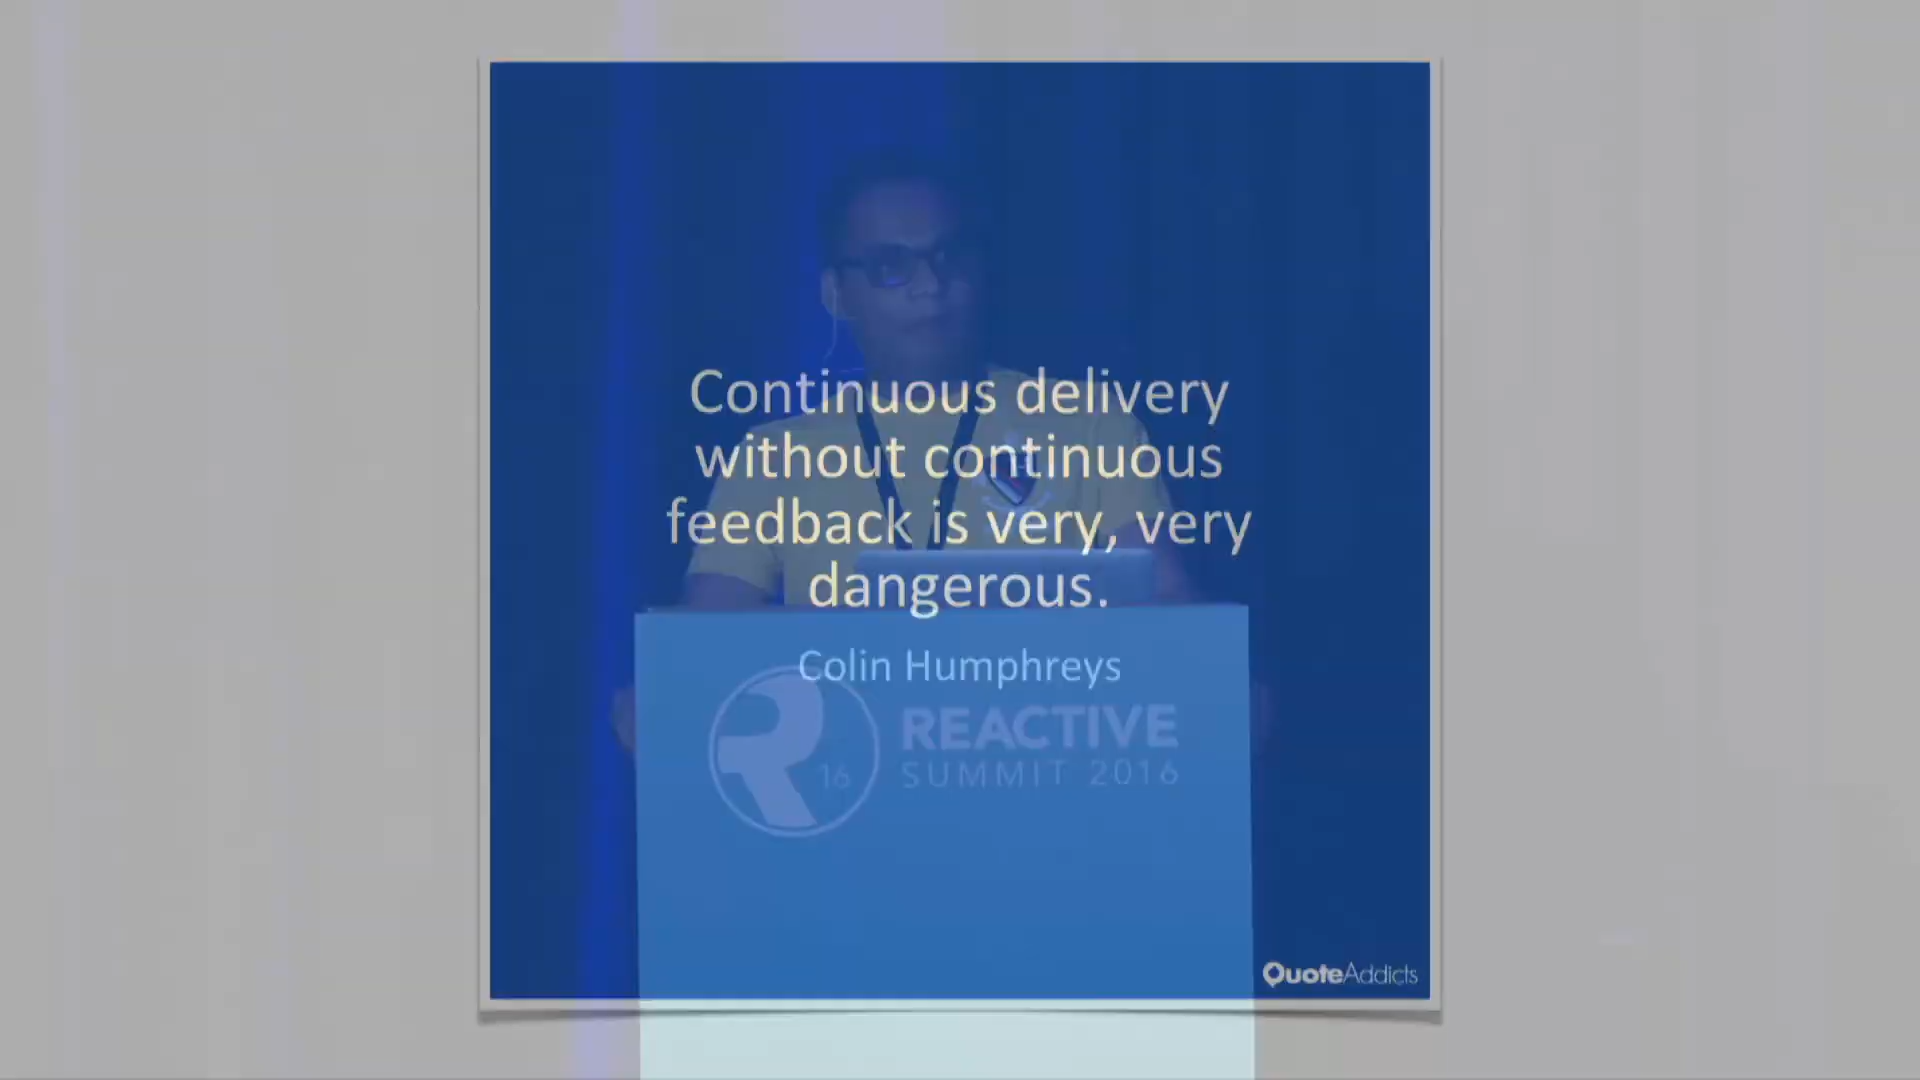 Continuous delivery
without continuous
feedback is very, very
dangerous.
Colin Humphreys
16
REACTIVE
SUMMIT 2016
QuoteAddicts